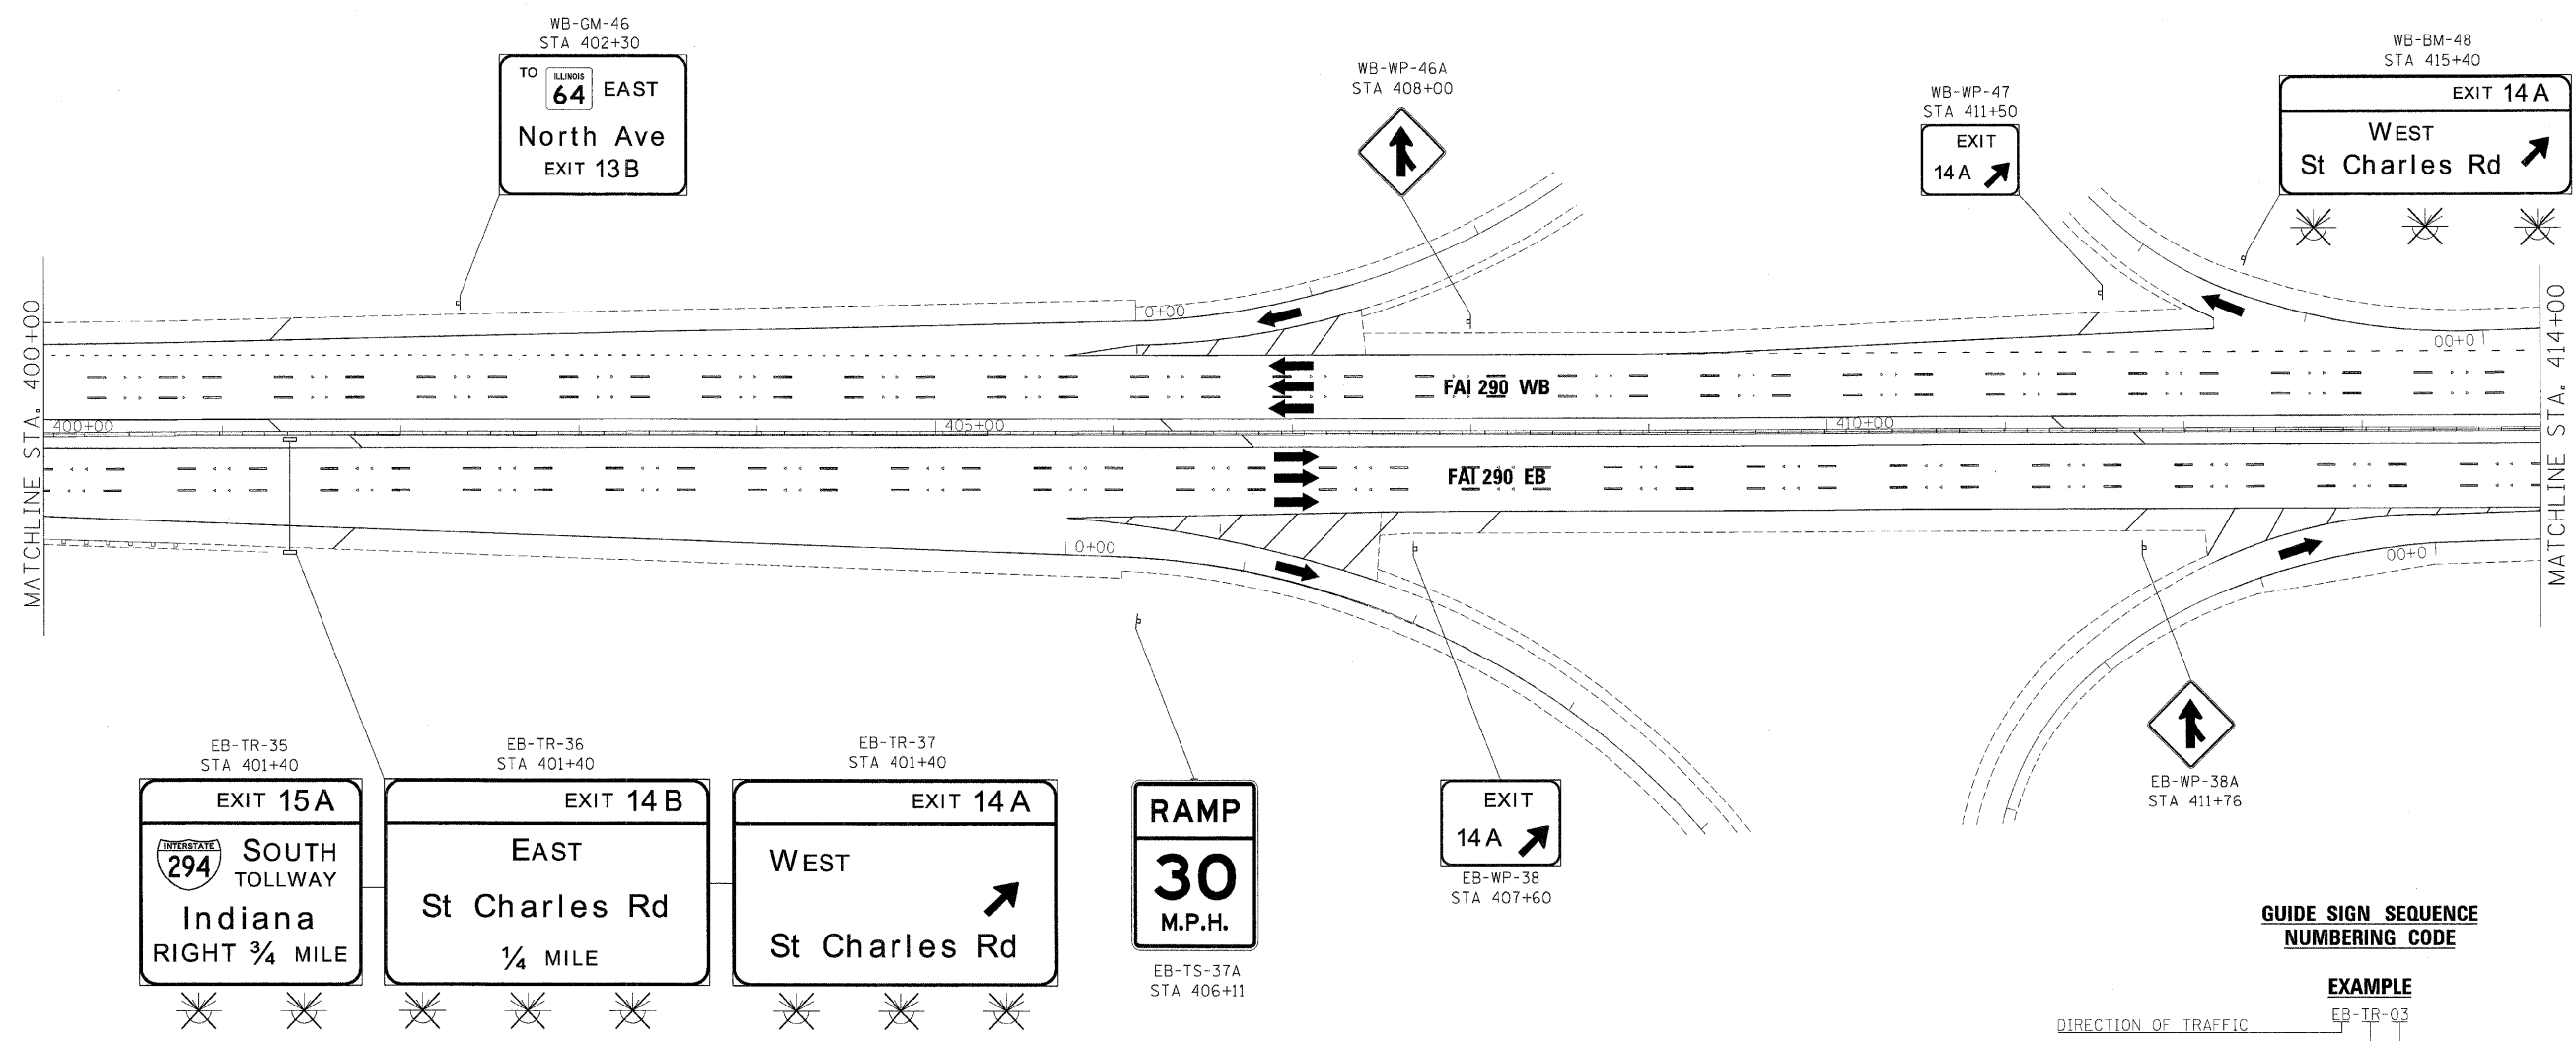 WB-GM-46
STA 402+30
TO ILLINOIS 64 EAST
North Ave
EXIT 13B
WB-WP-46A
STA 408+00
WB-WP-47
STA 411+50
EXIT
14A
WB-BM-48
STA 415+40
EXIT 14A
WEST
St Charles Rd
MATCHLINE STA. 400+00
MATCHLINE STA. 414+00
0+00
00+0
FAI 290 WB
400+00
405+00
410+00
FAI 290 EB
0+00
00+0
EB-TR-35
STA 401+40
EXIT 15A
INTERSTATE
294
SOUTH
TOLLWAY
Indiana
RIGHT ¾ MILE
EB-TR-36
STA 401+40
EXIT 14B
EAST
St Charles Rd
¼ MILE
EB-TR-37
STA 401+40
EXIT 14A
WEST
St Charles Rd
RAMP
30
M.P.H.
EB-TS-37A
STA 406+11
EXIT
14A
EB-WP-38
STA 407+60
EB-WP-38A
STA 411+76
GUIDE SIGN SEQUENCE
NUMBERING CODE
EXAMPLE
EB-TR-03
DIRECTION OF TRAFFIC